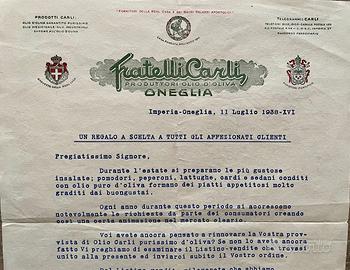 "FORNITORI DELLA REAL CASA E DEI SACRI PALAZZI APOSTOLICI"
PRODOTTI CARLI
OLIO D'OLIVA GARANTITO PURISSIMO
TELEGRAMMI: CARLI
Fratelli Carli
PRODUTTORI OLIO D'OLIVA
ONEGLIA
Imperia-Oneglia, 11 Luglio 1938-XVI
UN REGALO A SCELTA A TUTTI GLI AFFEZIONATI CLIENTI
Pregiatissimo Signore,
Durante l'estate si preparano le più gustose
insalate; pomodori, peperoni, lattughe, cardi e sedani conditi
con olio puro d'oliva formano dei piatti appetitosi molto
graditi dai buongustai.
Ogni anno durante questo periodo si accrescono
notevolmente le richieste da parte dei consumatori creando
così una certa animazione nel mercato oleario.
Voi avete ancora pensato a rinnovare la Vostra prov
vista di Olio Carli purissimo d'oliva? Se non lo avete ancora
fatto Vi preghiamo di esaminare il Listino-vendite che trovasi
unito alla presente ed inviarci subito il Vostro ordine.